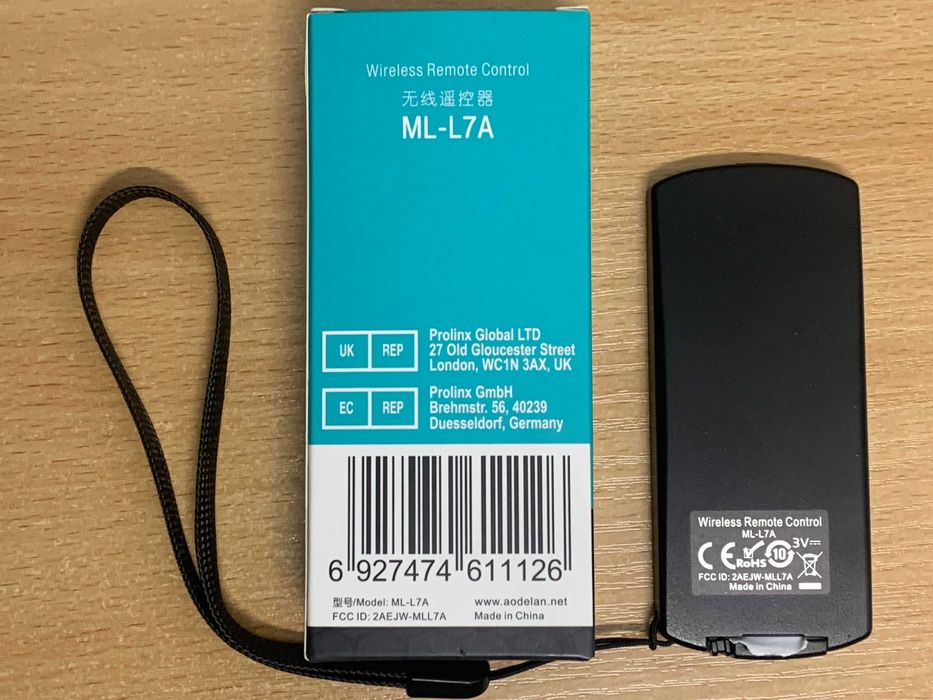 Wireless Remote Control
无线遥控器
ML-L7A
UK REP
Prolinx Global LTD
27 Old Gloucester Street
London, WC1N 3AX, UK
EC REP
Prolinx GmbH
Brehmstr. 56, 40239
Duesseldorf, Germany
6 927474 611126
型号/Model: ML-L7A
FCC ID: 2AEJW-MLL7A
www.aodelan.net
Made in China
Wireless Remote Control
ML-L7A
CE RoHS 10 3V
FCC ID: 2AEJW-MLL7A
Made in China